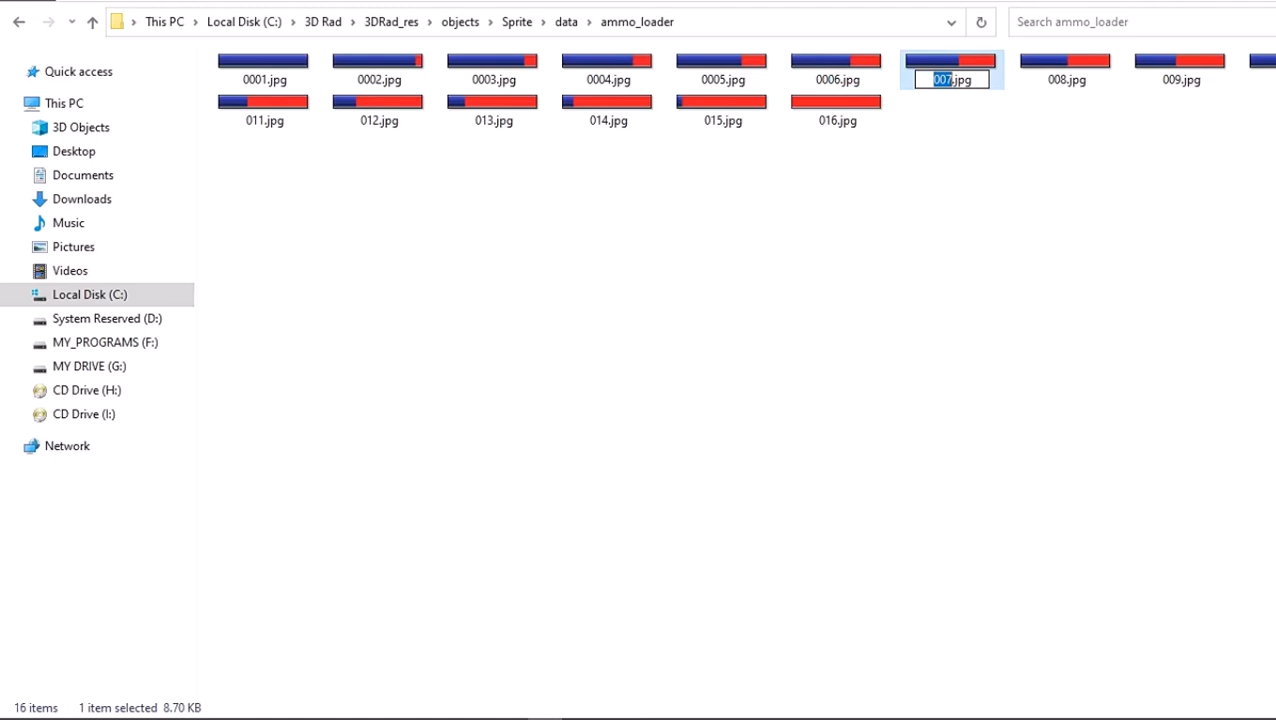 This PC > Local Disk (C:) > 3D Rad > 3DRad_res > objects > Sprite > data > ammo_loader
Search ammo_loader
Quick access
This PC
3D Objects
Desktop
Documents
Downloads
Music
Pictures
Videos
Local Disk (C:)
System Reserved (D:)
MY_PROGRAMS (F:)
MY DRIVE (G:)
CD Drive (H:)
CD Drive (I:)
Network
0001.jpg 0002.jpg 0003.jpg 0004.jpg 0005.jpg 0006.jpg 007.jpg 008.jpg 009.jpg
011.jpg 012.jpg 013.jpg 014.jpg 015.jpg 016.jpg
16 items 1 item selected 8.70 KB